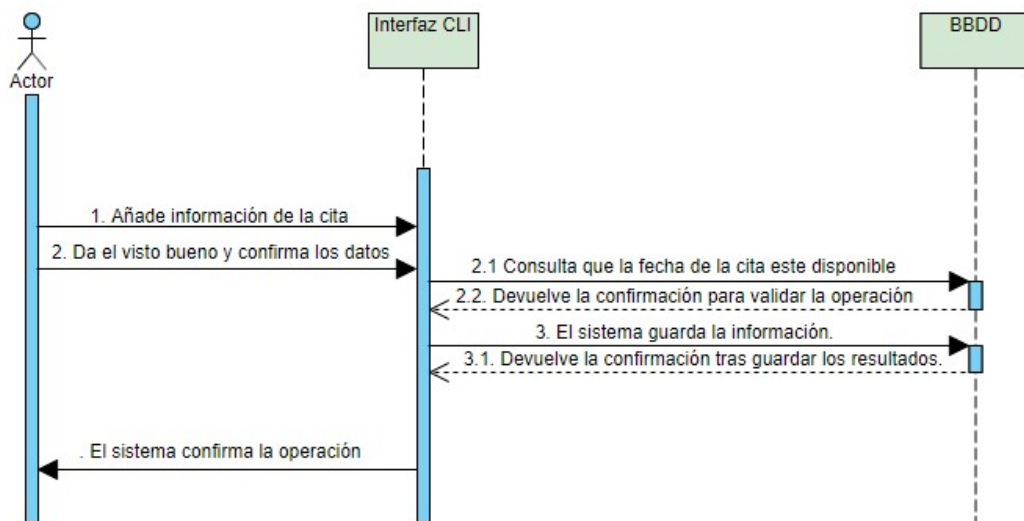 Interfaz CLI
BBDD
Actor
1. Añade información de la cita
2. Da el visto bueno y confirma los datos
2.1 Consulta que la fecha de la cita este disponible
2.2. Devuelve la confirmación para validar la operación
3. El sistema guarda la información.
3.1. Devuelve la confirmación tras guardar los resultados.
. El sistema confirma la operación